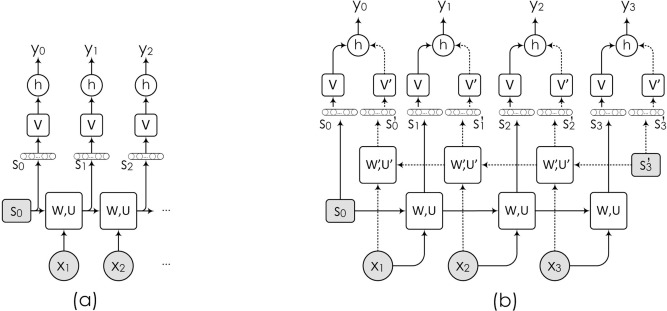 y0 y1 y2
h h h
V V V
s0 s1 s2
s0 W,U W,U ...
x1 x2 ...
(a)
y0 y1 y2 y3
h h h h
V V' V V' V V' V V'
s0 s'0 s1 s'1 s2 s'2 s3 s'3
W',U' W',U' W',U' s'3
s0 W,U W,U W,U
x1 x2 x3
(b)